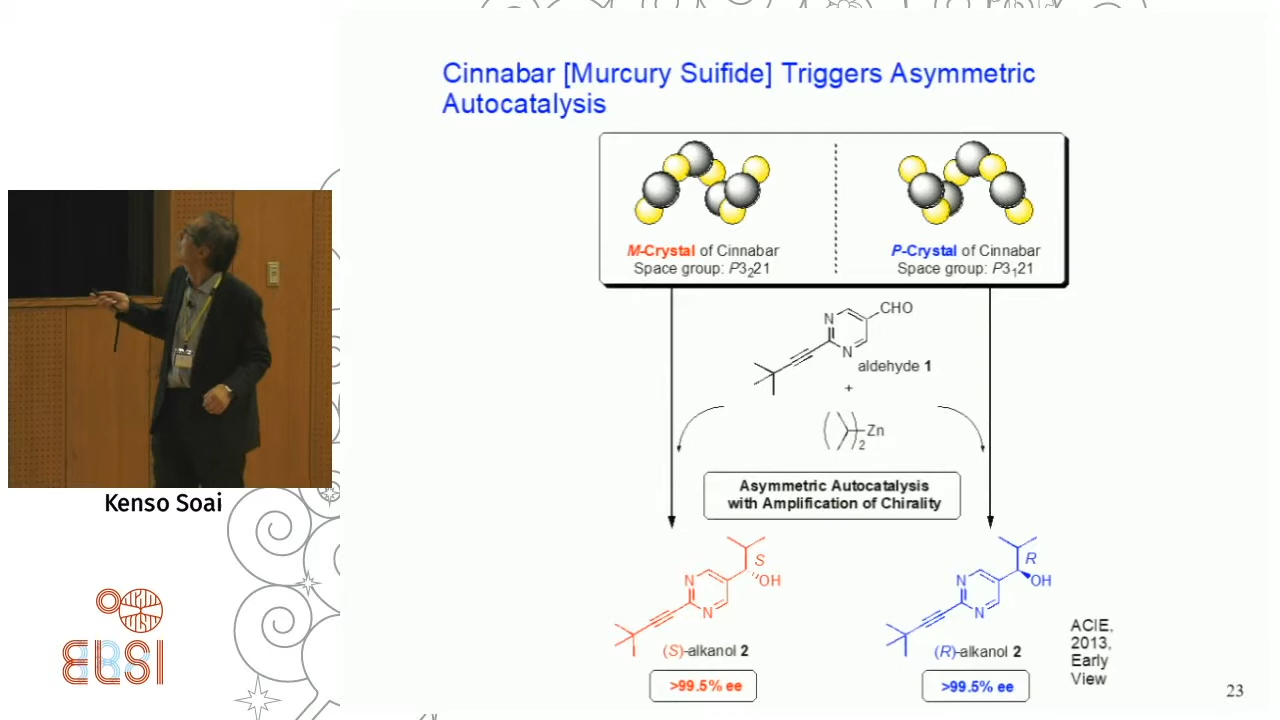 Cinnabar [Murcury Suifide] Triggers Asymmetric
Autocatalysis
M-Crystal of Cinnabar
Space group: P3₂21
P-Crystal of Cinnabar
Space group: P3₁21
N
CHO
N
aldehyde 1
+
( )₂ Zn
Asymmetric Autocatalysis
with Amplification of Chirality
S
N
OH
N
(S)-alkanol 2
>99.5% ee
R
N
OH
N
(R)-alkanol 2
>99.5% ee
ACIE,
2013,
Early
View
23
Kenso Soai
ELSI